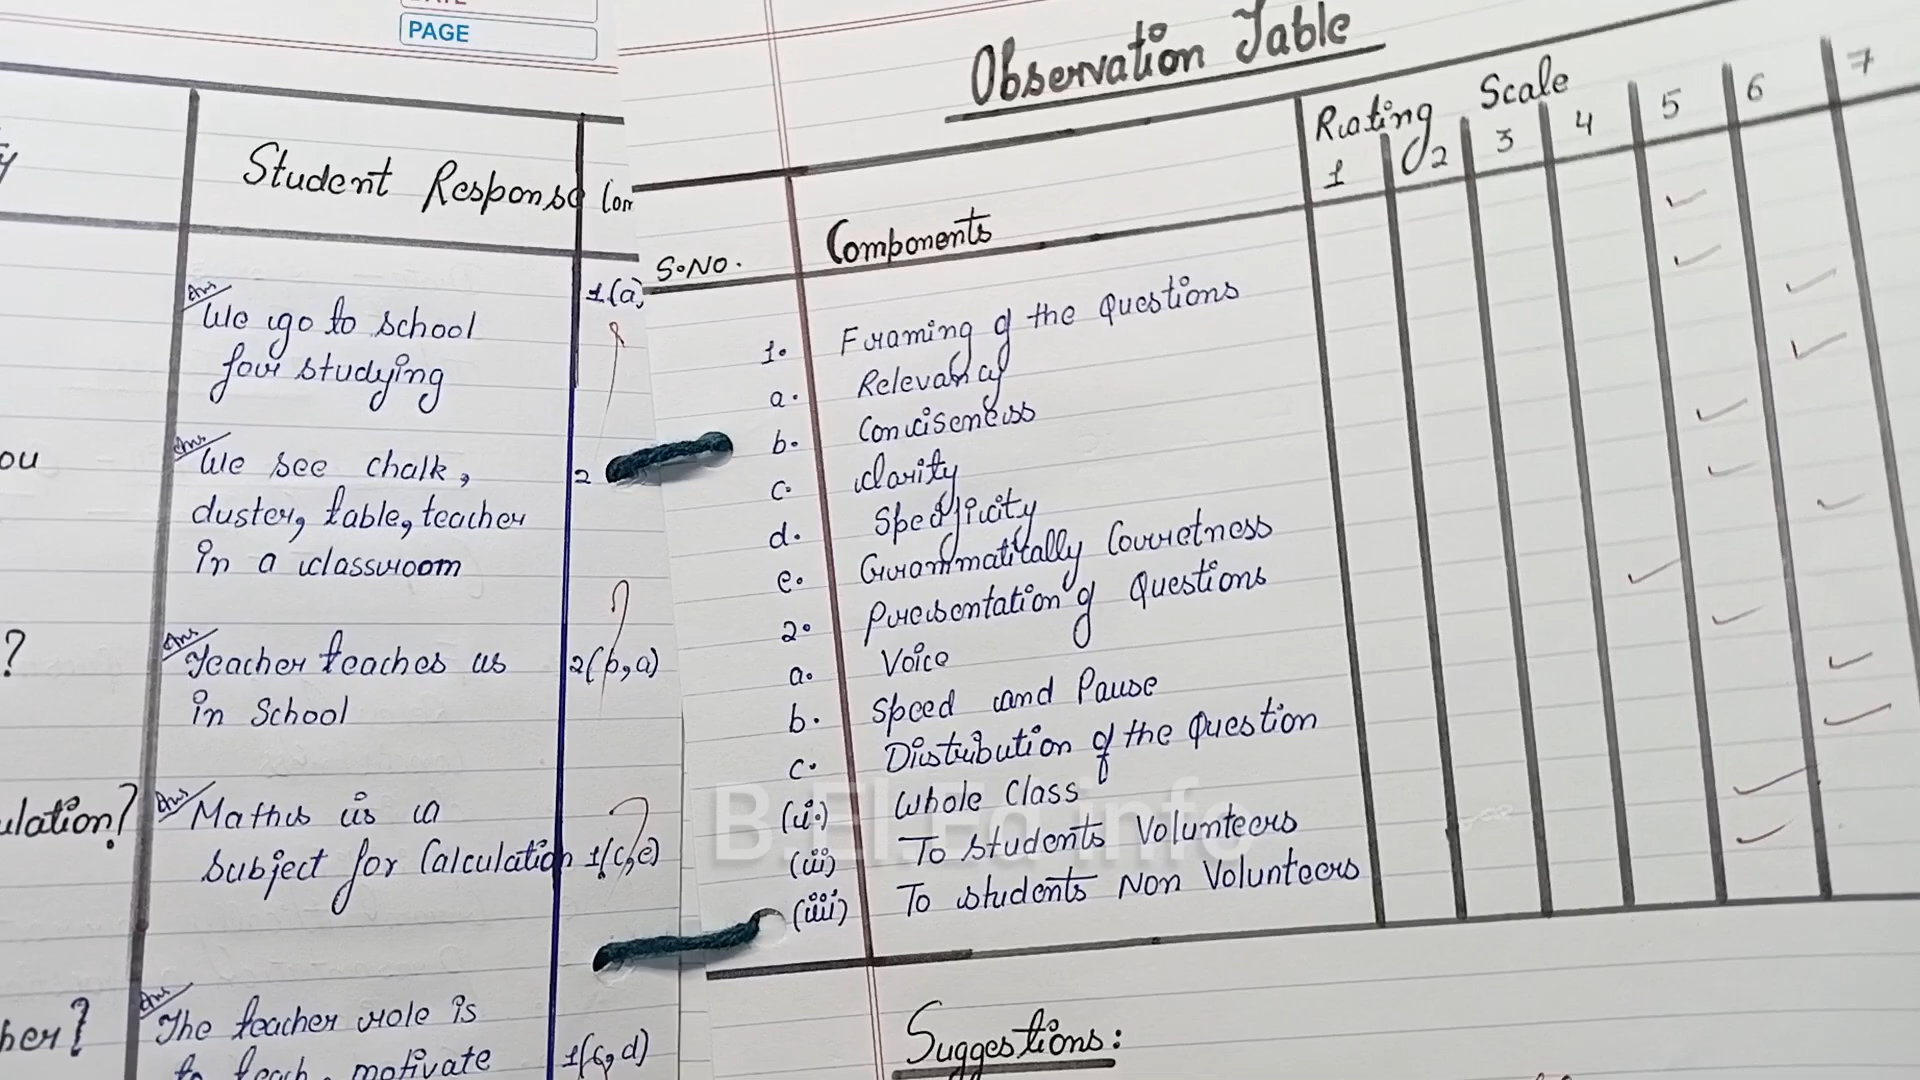 PAGE
Student Response
Ans
We go to school
for studying
1(a)
ou
Ans
We see chalk,
duster, table, teacher
in a classroom
2
?
Ans
Teacher teaches us
in School
2(b,a)
ulation?
Ans
Maths is a
subject for Calculation
1(c,e)
her?
Ans
The teacher role is
to teach, motivate
1(c,d)
Observation Table
S.NO.
Components
Rating Scale
1 2 3 4 5 6 7
1. Framing of the Questions
a. Relevancy
b. Conciseness
c. clarity
d. Specificity
e. Grammatically Corretness
2. Presentation of Questions
a. Voice
b. Speed and Pause
c. Distribution of the Question
(i.) Whole Class
(ii) To students Volunteers
(iii) To students Non Volunteers
Suggestions:
B.El.Ed info